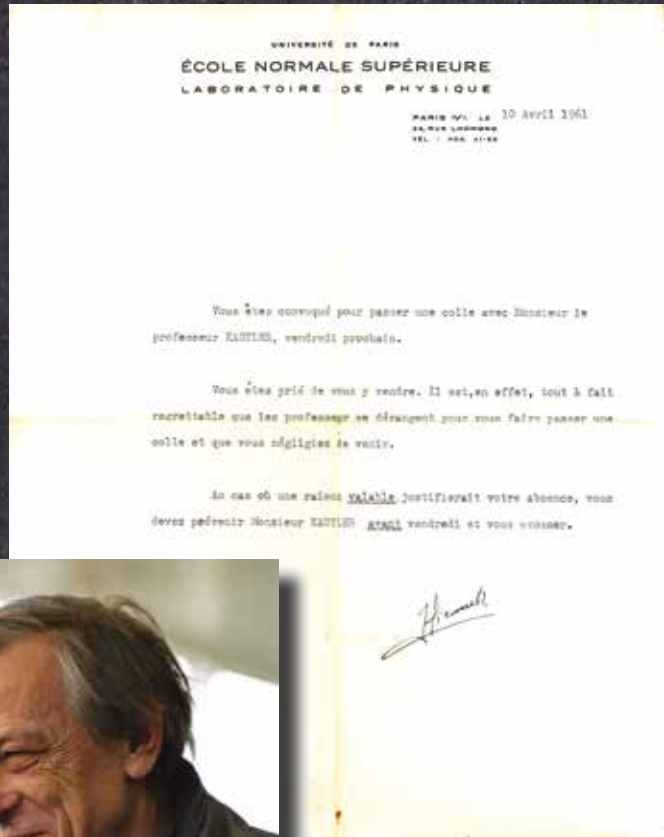 UNIVERSITÉ DE PARIS
ÉCOLE NORMALE SUPÉRIEURE
LABORATOIRE DE PHYSIQUE
PARIS LE 10 Avril 1961
24, RUE LHOMOND
TÉL :
Vous êtes convoqué pour passer une colle avec Monsieur le
professeur KASTLER, vendredi prochain.
Vous êtes prié de vous y rendre. Il est,en effet, tout à fait
regrettable que les professeur se dérangent pour vous faire passer une
colle et que vous négligiez de venir.
Au cas où une raison valable justifierait votre absence, vous
devez prévenir Monsieur KASTLER avant vendredi et vous excuser.